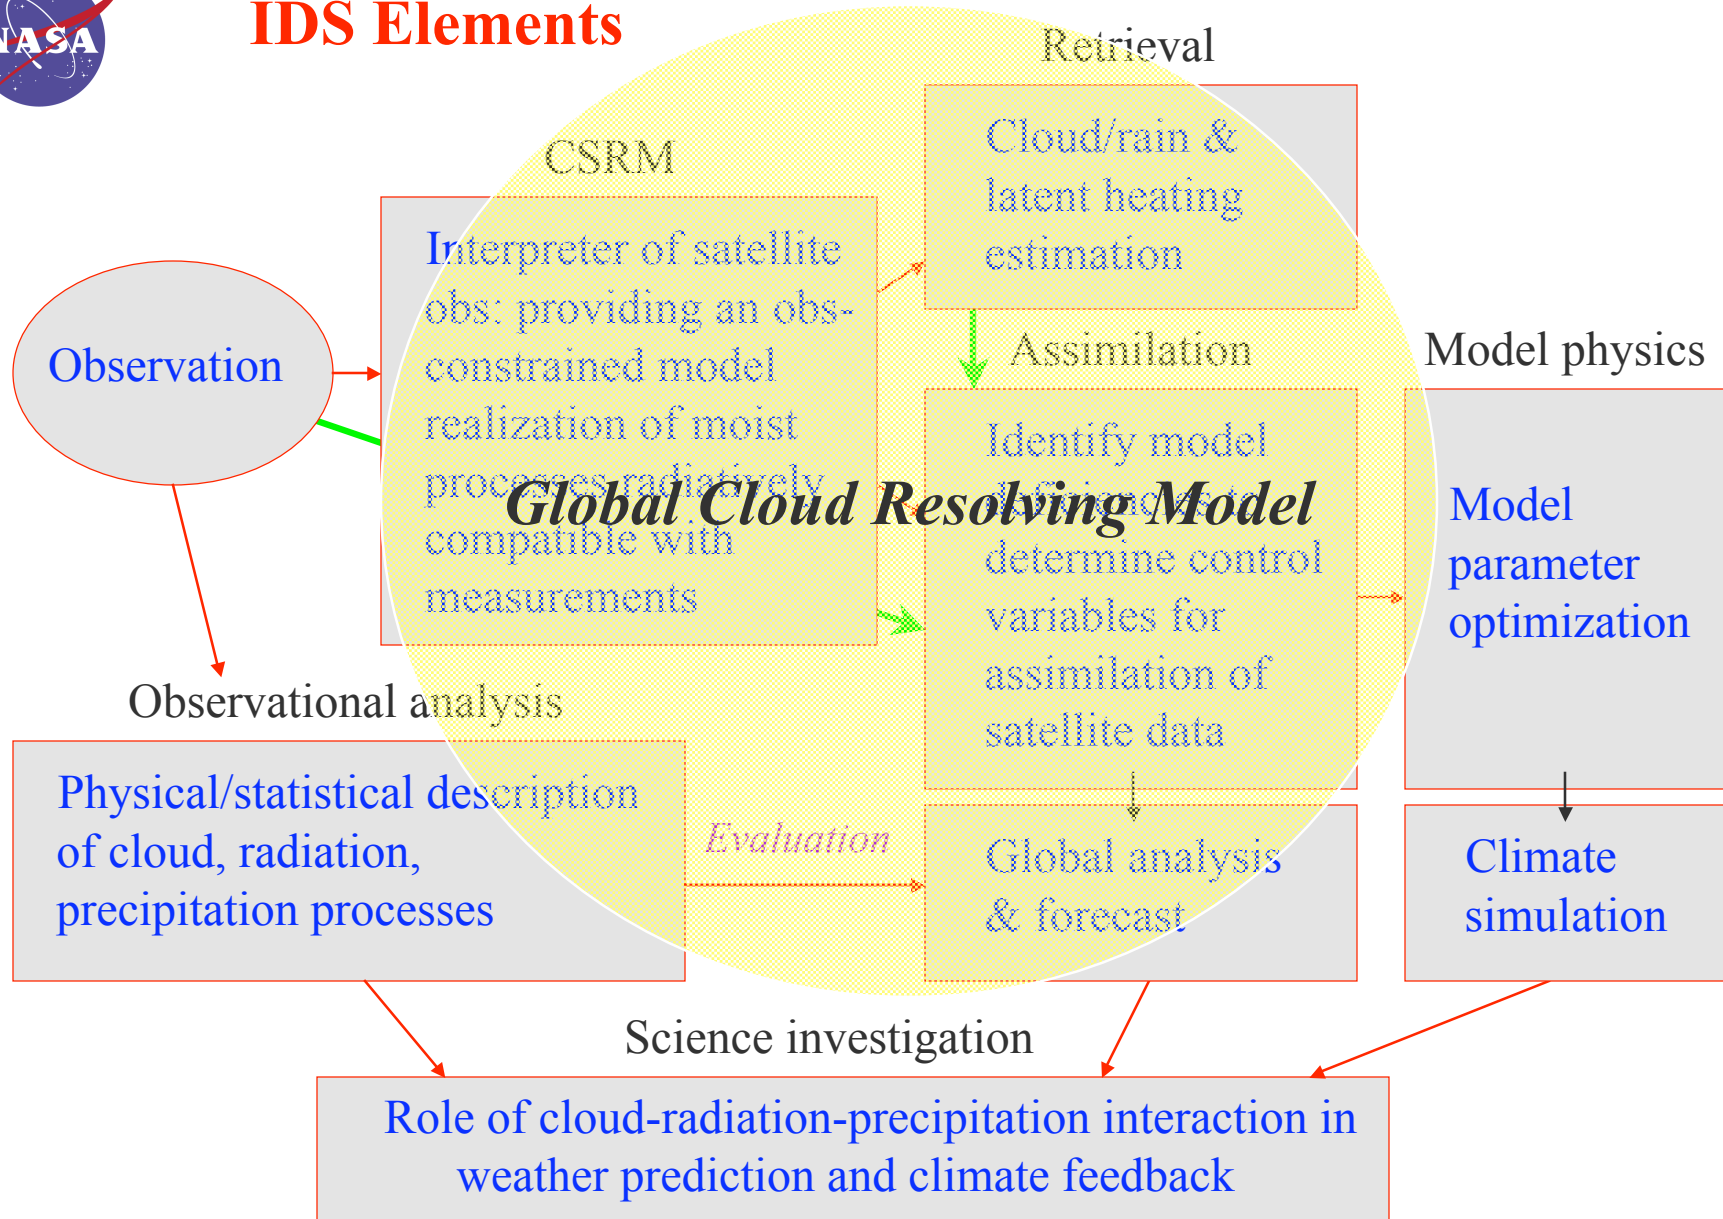 NASA
IDS Elements
Retrieval
Cloud/rain &
latent heating
estimation
CSRM
Interpreter of satellite
obs: providing an obs-
constrained model
realization of moist
processes radiatively
compatible with
measurements
Observation
Assimilation
Identify model
deficiencies to
determine control
variables for
assimilation of
satellite data
Model physics
Model
parameter
optimization
Global Cloud Resolving Model
Observational analysis
Physical/statistical description
of cloud, radiation,
precipitation processes
Evaluation
Global analysis
& forecast
Climate
simulation
Science investigation
Role of cloud-radiation-precipitation interaction in
weather prediction and climate feedback